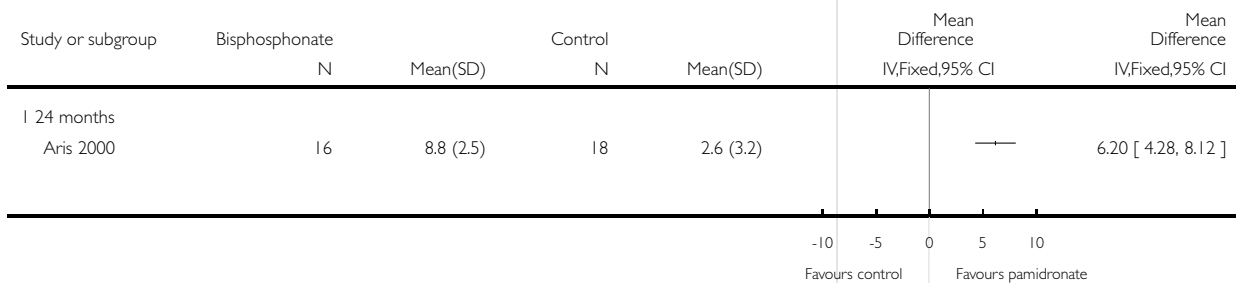 Mean Mean
Study or subgroup Bisphosphonate Control Difference Difference
N Mean(SD) N Mean(SD) IV,Fixed,95% CI IV,Fixed,95% CI
1 24 months
Aris 2000 16 8.8 (2.5) 18 2.6 (3.2) 6.20 [ 4.28, 8.12 ]
-10 -5 0 5 10
Favours control Favours pamidronate